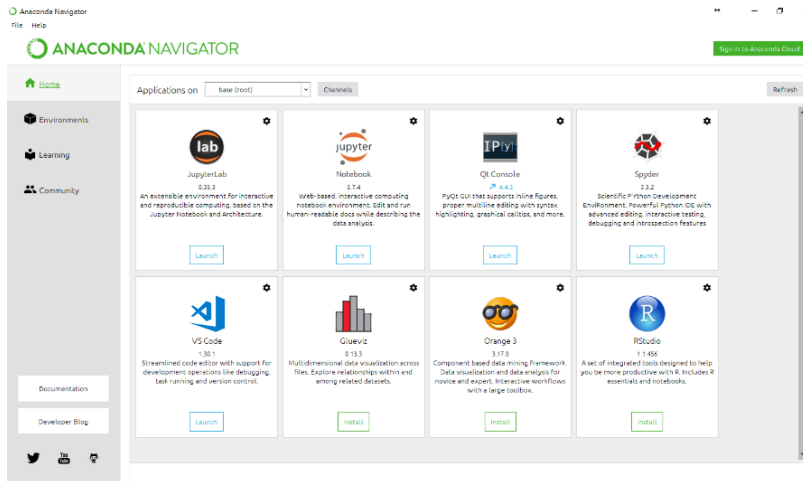 Anaconda Navigator
File Help
ANACONDA NAVIGATOR
Sign in to Anaconda Cloud
Home
Environments
Learning
Community
Documentation
Developer Blog
You
Tube
Applications on base (root) Channels Refresh
lab
JupyterLab
0.35.3
An extensible environment for interactive
and reproducible computing, based on the
Jupyter Notebook and Architecture.
Launch
jupyter
Notebook
5.7.4
Web-based, interactive computing
notebook environment. Edit and run
human-readable docs while describing the
data analysis.
Launch
IP[y]:
Qt Console
4.4.3
PyQt GUI that supports inline figures,
proper multiline editing with syntax
highlighting, graphical calltips, and more.
Launch
Spyder
3.3.2
Scientific PYthon Development
EnviRonment. Powerful Python IDE with
advanced editing, interactive testing,
debugging and introspection features
Launch
VS Code
1.30.1
Streamlined code editor with support for
development operations like debugging,
task running and version control.
Launch
Glueviz
0.13.3
Multidimensional data visualization across
files. Explore relationships within and
among related datasets.
Install
Orange 3
3.17.0
Component based data mining framework.
Data visualization and data analysis for
novice and expert. Interactive workflows
with a large toolbox.
Install
R
RStudio
1.1.456
A set of integrated tools designed to help
you be more productive with R. Includes R
essentials and notebooks.
Install